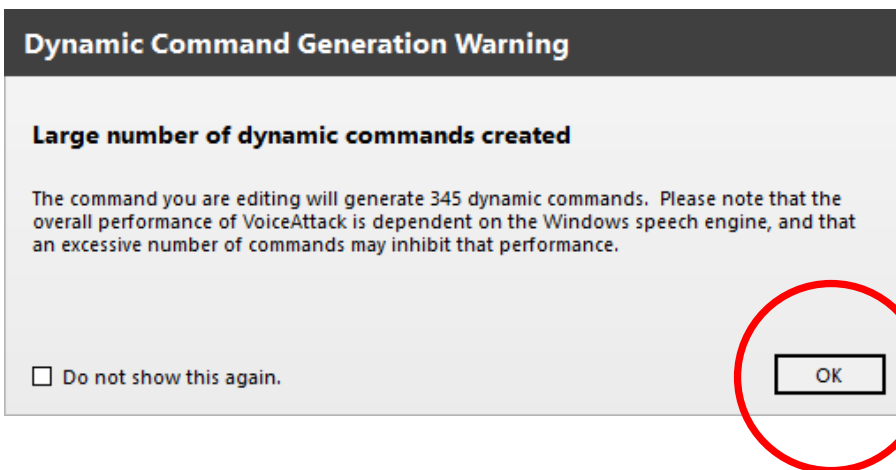 Dynamic Command Generation Warning
Large number of dynamic commands created
The command you are editing will generate 345 dynamic commands.  Please note that the
overall performance of VoiceAttack is dependent on the Windows speech engine, and that
an excessive number of commands may inhibit that performance.
Do not show this again.
OK